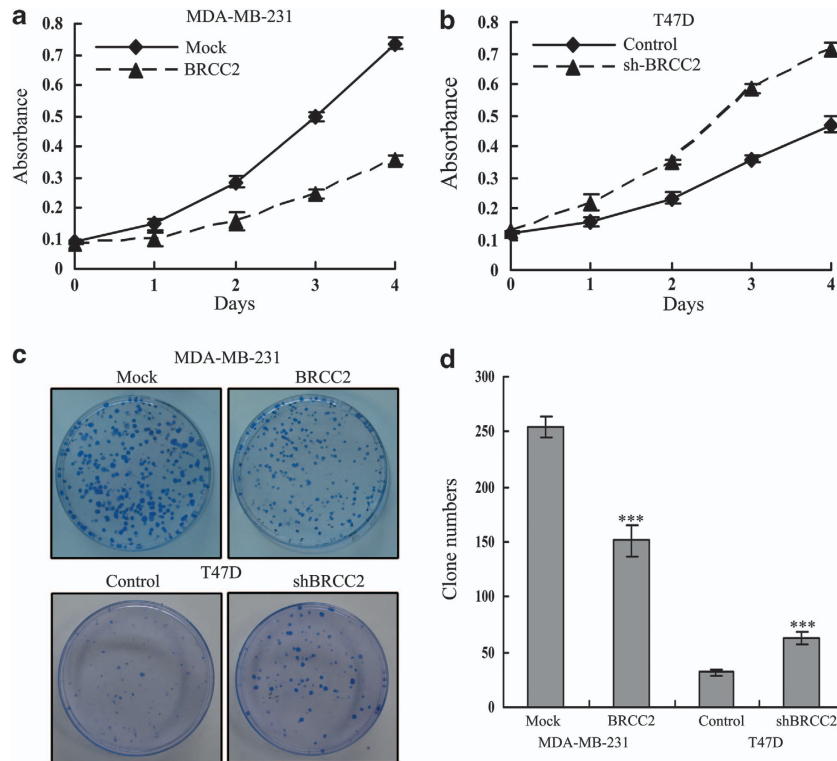 a
MDA-MB-231
Mock
BRCC2
Absorbance
0.8
0.7
0.6
0.5
0.4
0.3
0.2
0.1
0
0 1 2 3 4
Days
b
T47D
Control
sh-BRCC2
Absorbance
0.8
0.7
0.6
0.5
0.4
0.3
0.2
0.1
0
0 1 2 3 4
Days
c
MDA-MB-231
Mock BRCC2
T47D
Control shBRCC2
d
Clone numbers
300
250
200
150
100
50
0
***
***
Mock BRCC2 Control shBRCC2
MDA-MB-231 T47D